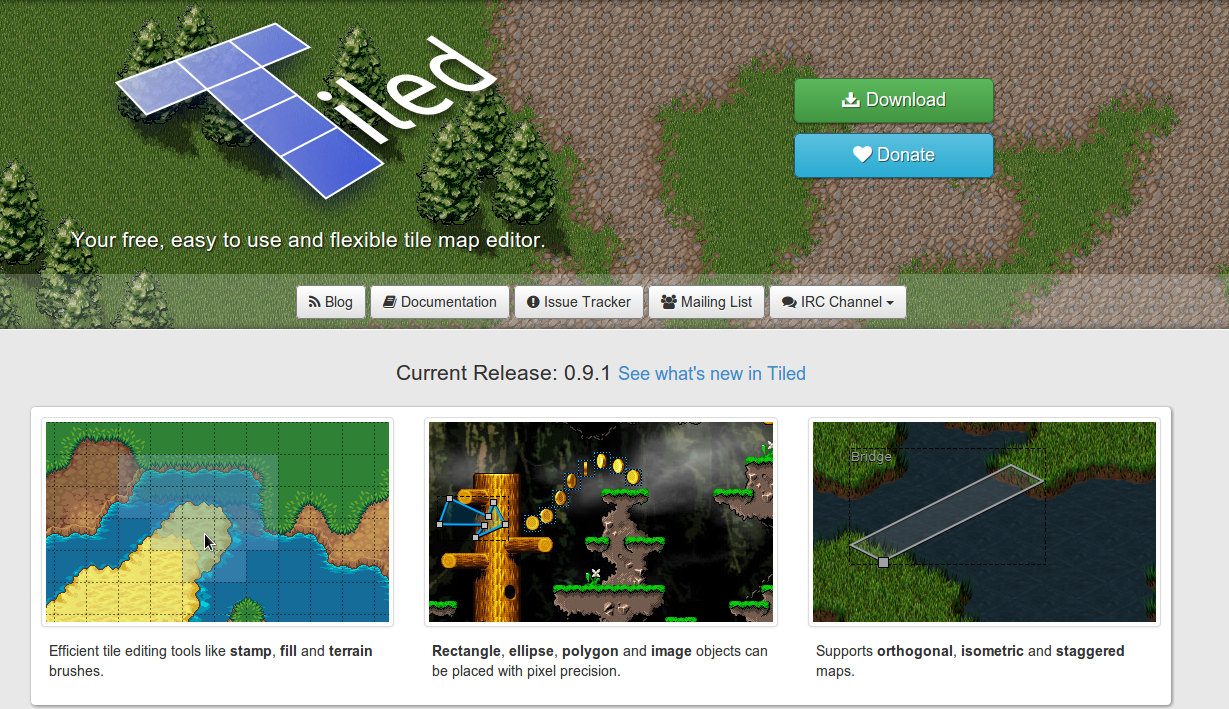 Tiled
Download
Donate
Your free, easy to use and flexible tile map editor.
Blog
Documentation
Issue Tracker
Mailing List
IRC Channel
Current Release: 0.9.1 See what's new in Tiled
Bridge
Efficient tile editing tools like stamp, fill and terrain
brushes.
Rectangle, ellipse, polygon and image objects can
be placed with pixel precision.
Supports orthogonal, isometric and staggered
maps.